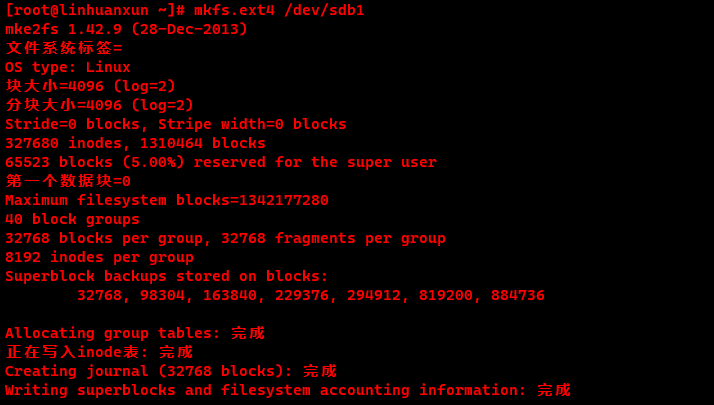 [root@linhuanxun ~]# mkfs.ext4 /dev/sdb1
mke2fs 1.42.9 (28-Dec-2013)
文件系统标签=
OS type: Linux
块大小=4096 (log=2)
分块大小=4096 (log=2)
Stride=0 blocks, Stripe width=0 blocks
327680 inodes, 1310464 blocks
65523 blocks (5.00%) reserved for the super user
第一个数据块=0
Maximum filesystem blocks=1342177280
40 block groups
32768 blocks per group, 32768 fragments per group
8192 inodes per group
Superblock backups stored on blocks:
32768, 98304, 163840, 229376, 294912, 819200, 884736
Allocating group tables: 完成
正在写入inode表: 完成
Creating journal (32768 blocks): 完成
Writing superblocks and filesystem accounting information: 完成